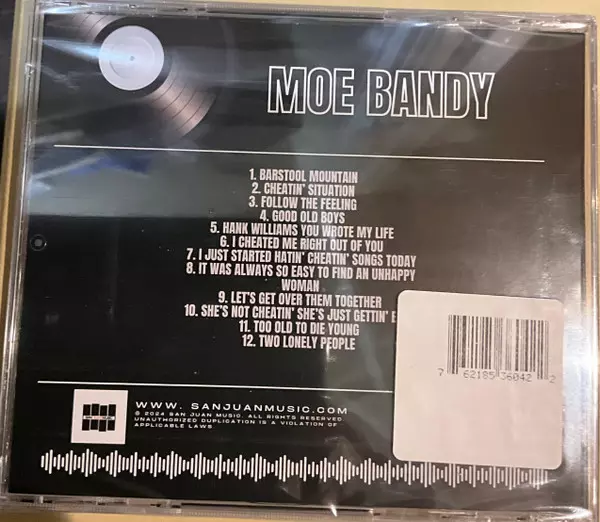 MOE BANDY
1. BARSTOOL MOUNTAIN
2. CHEATIN' SITUATION
3. FOLLOW THE FEELING
4. GOOD OLD BOYS
5. HANK WILLIAMS YOU WROTE MY LIFE
6. I CHEATED ME RIGHT OUT OF YOU
7. I JUST STARTED HATIN' CHEATIN' SONGS TODAY
8. IT WAS ALWAYS SO EASY TO FIND AN UNHAPPY
WOMAN
9. LET'S GET OVER THEM TOGETHER
10. SHE'S NOT CHEATIN' SHE'S JUST GETTIN'
11. TOO OLD TO DIE YOUNG
12. TWO LONELY PEOPLE
7 62185 36042 2
WWW. SANJUANMUSIC.COM
© 2024 SAN JUAN MUSIC. ALL RIGHTS RESERVED
UNAUTHORIZED DUPLICATION IS A VIOLATION OF
APPLICABLE LAWS